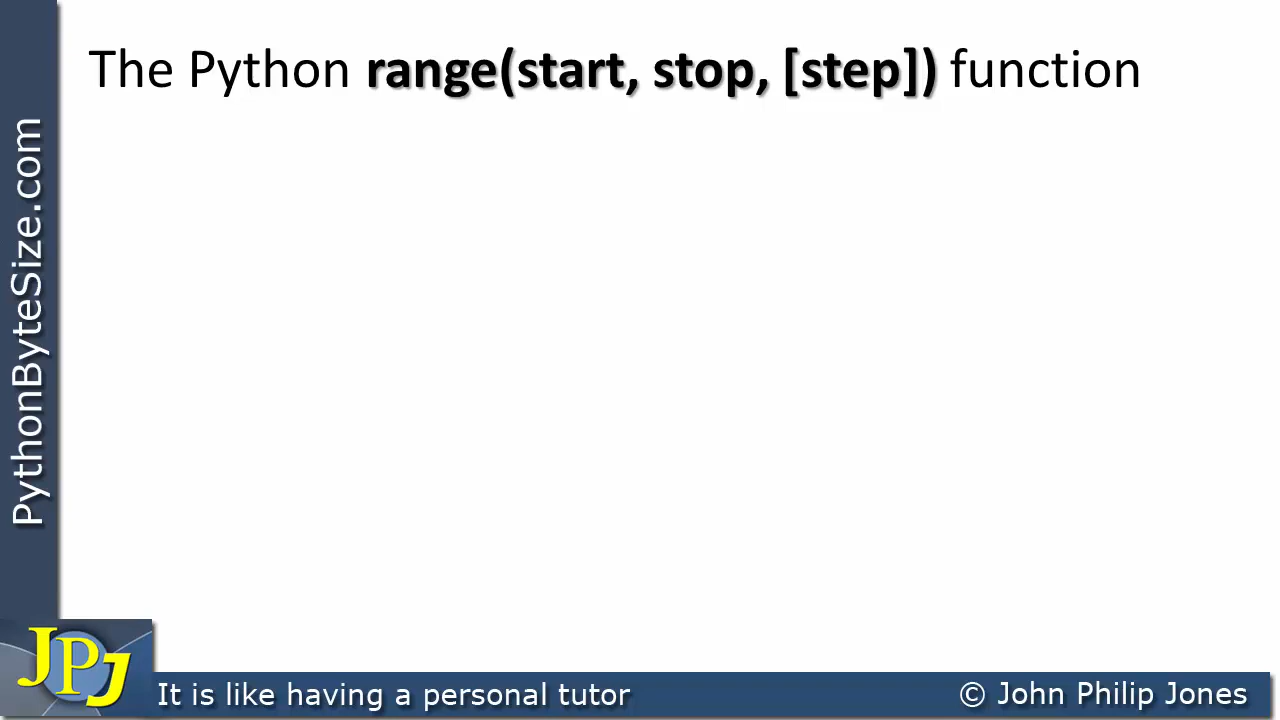 The Python range(start, stop, [step]) function
PythonByteSize.com
JPJ
It is like having a personal tutor
© John Philip Jones